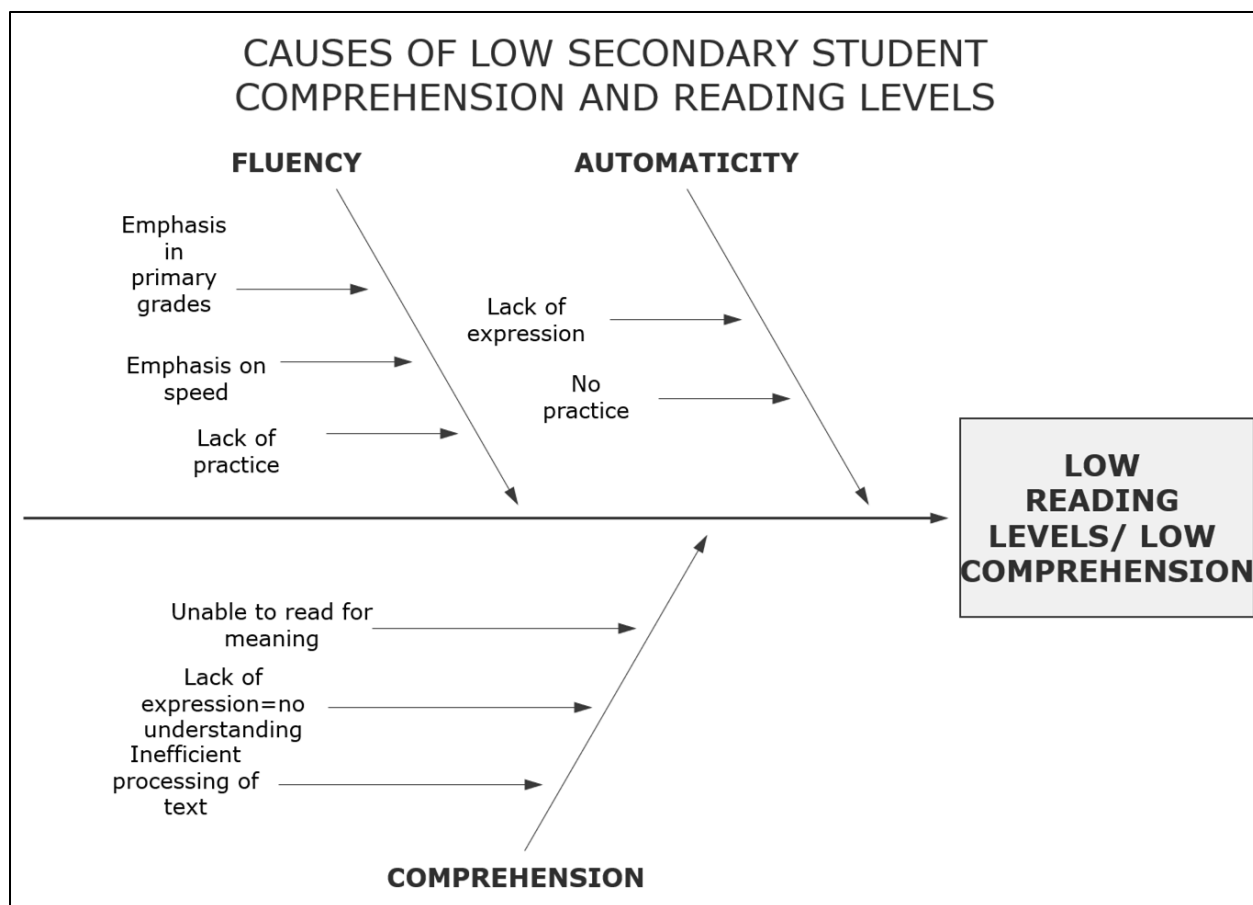 CAUSES OF LOW SECONDARY STUDENT
COMPREHENSION AND READING LEVELS
FLUENCY
Emphasis
in
primary
grades
Emphasis on
speed
Lack of
practice
AUTOMATICITY
Lack of
expression
No
practice
LOW
READING
LEVELS/ LOW
COMPREHENSION
Unable to read for
meaning
Lack of
expression=no
understanding
Inefficient
processing of
text
COMPREHENSION